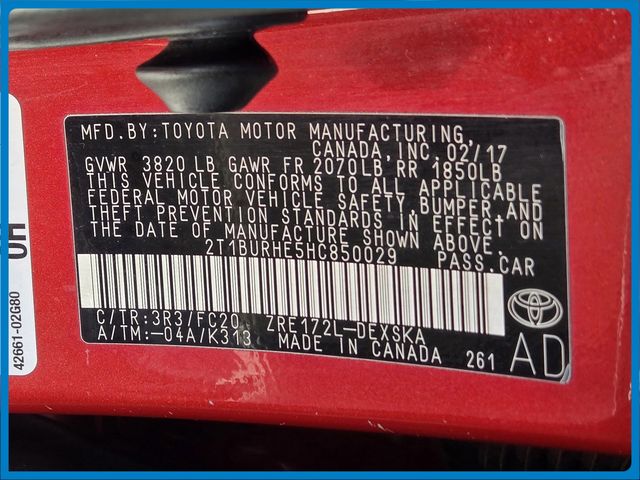 MFD.BY:TOYOTA MOTOR MANUFACTURING,
CANADA, INC. 02/17
GVWR 3820 LB GAWR FR 2070LB RR 1850LB
THIS VEHICLE CONFORMS TO ALL APPLICABLE
FEDERAL MOTOR VEHICLE SAFETY, BUMPER, AND
THEFT PREVENTION STANDARDS IN EFFECT ON
THE DATE OF MANUFACTURE SHOWN ABOVE.
2T1BURHE5HC850029 PASS.CAR
C/TR:3R3/FC20 ZRE172L-DEXSKA
A/TM:-04A/K313 MADE IN CANADA 261
AD
42661-02G80